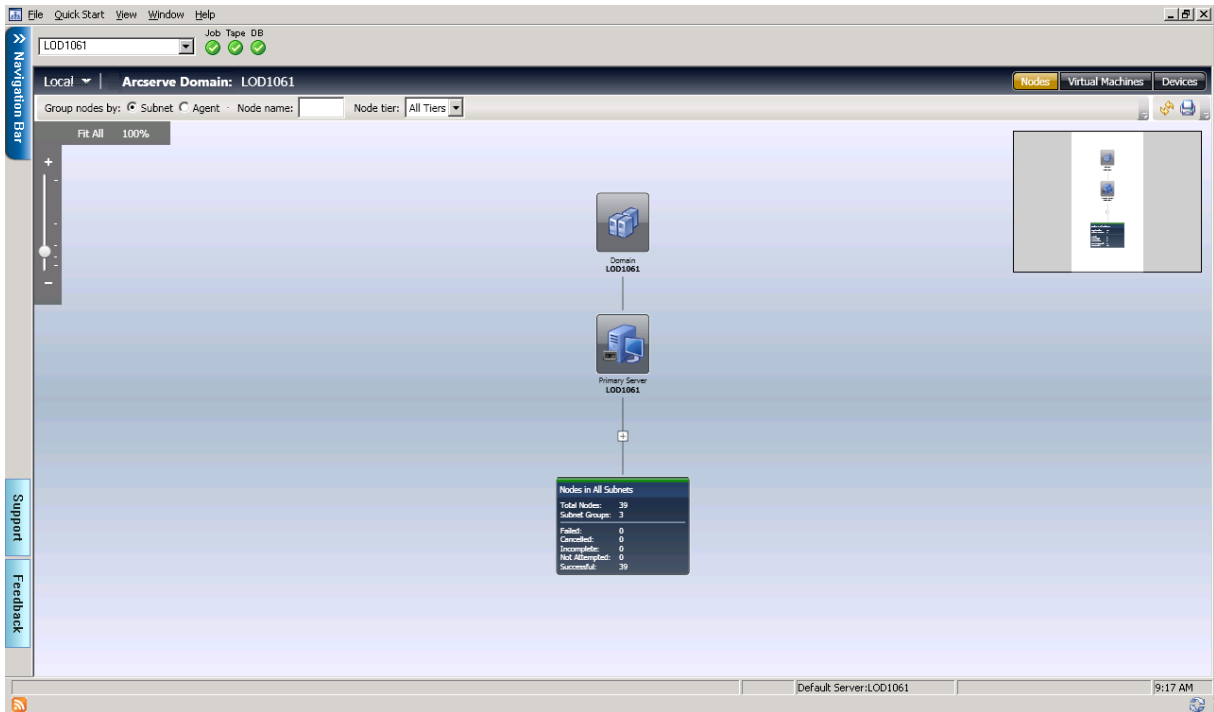 File Quick Start View Window Help
Job Tape DB
LOD1061
Navigation Bar
Local Arcserve Domain: LOD1061 Nodes Virtual Machines Devices
Group nodes by: Subnet Agent · Node name: Node tier: All Tiers
Fit All 100%
Domain
LOD1061
Primary Server
LOD1061
Nodes in All Subnets
Total Nodes: 39
Subnet Groups: 3
Failed: 0
Cancelled: 0
Incomplete: 0
Not Attempted: 0
Successful: 39
Support
Feedback
Default Server:LOD1061 9:17 AM